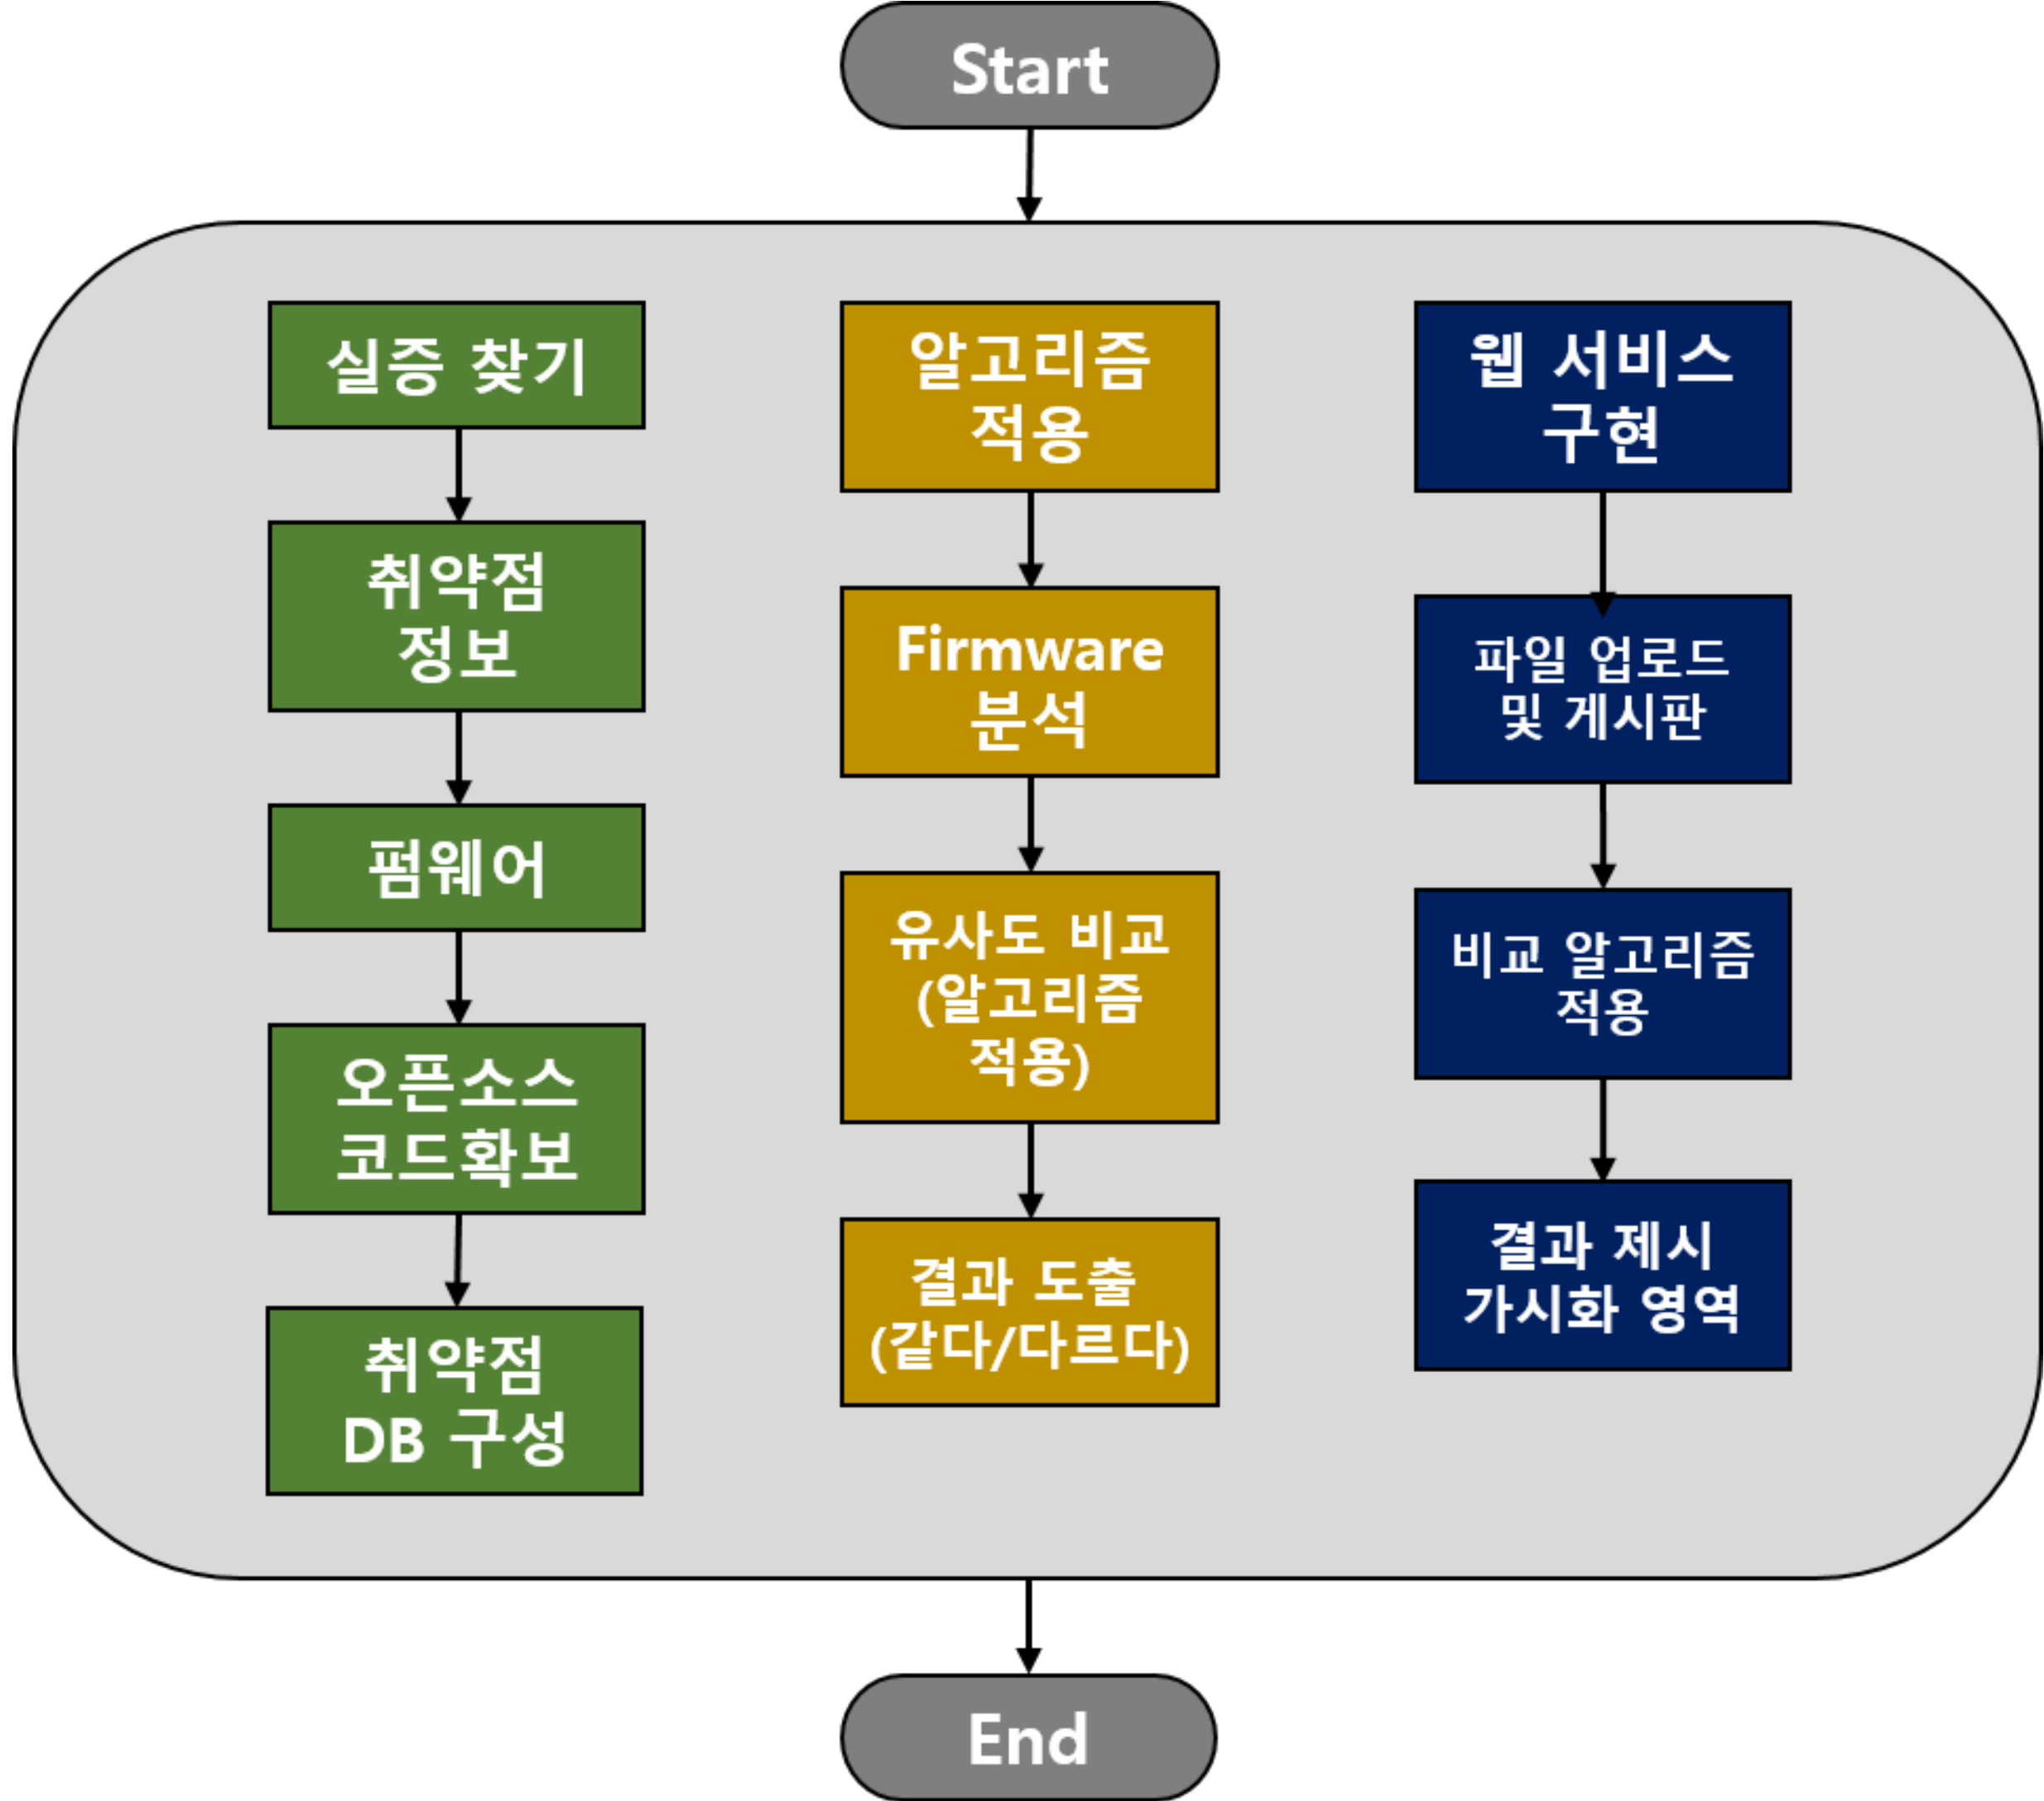 Start
실증 찾기
취약점
정보
펌웨어
오픈소스
코드확보
취약점
DB 구성
알고리즘
적용
Firmware
분석
유사도 비교
(알고리즘
적용)
결과 도출
(같다/다르다)
웹 서비스
구현
파일 업로드
및 게시판
비교 알고리즘
적용
결과 제시
가시화 영역
End